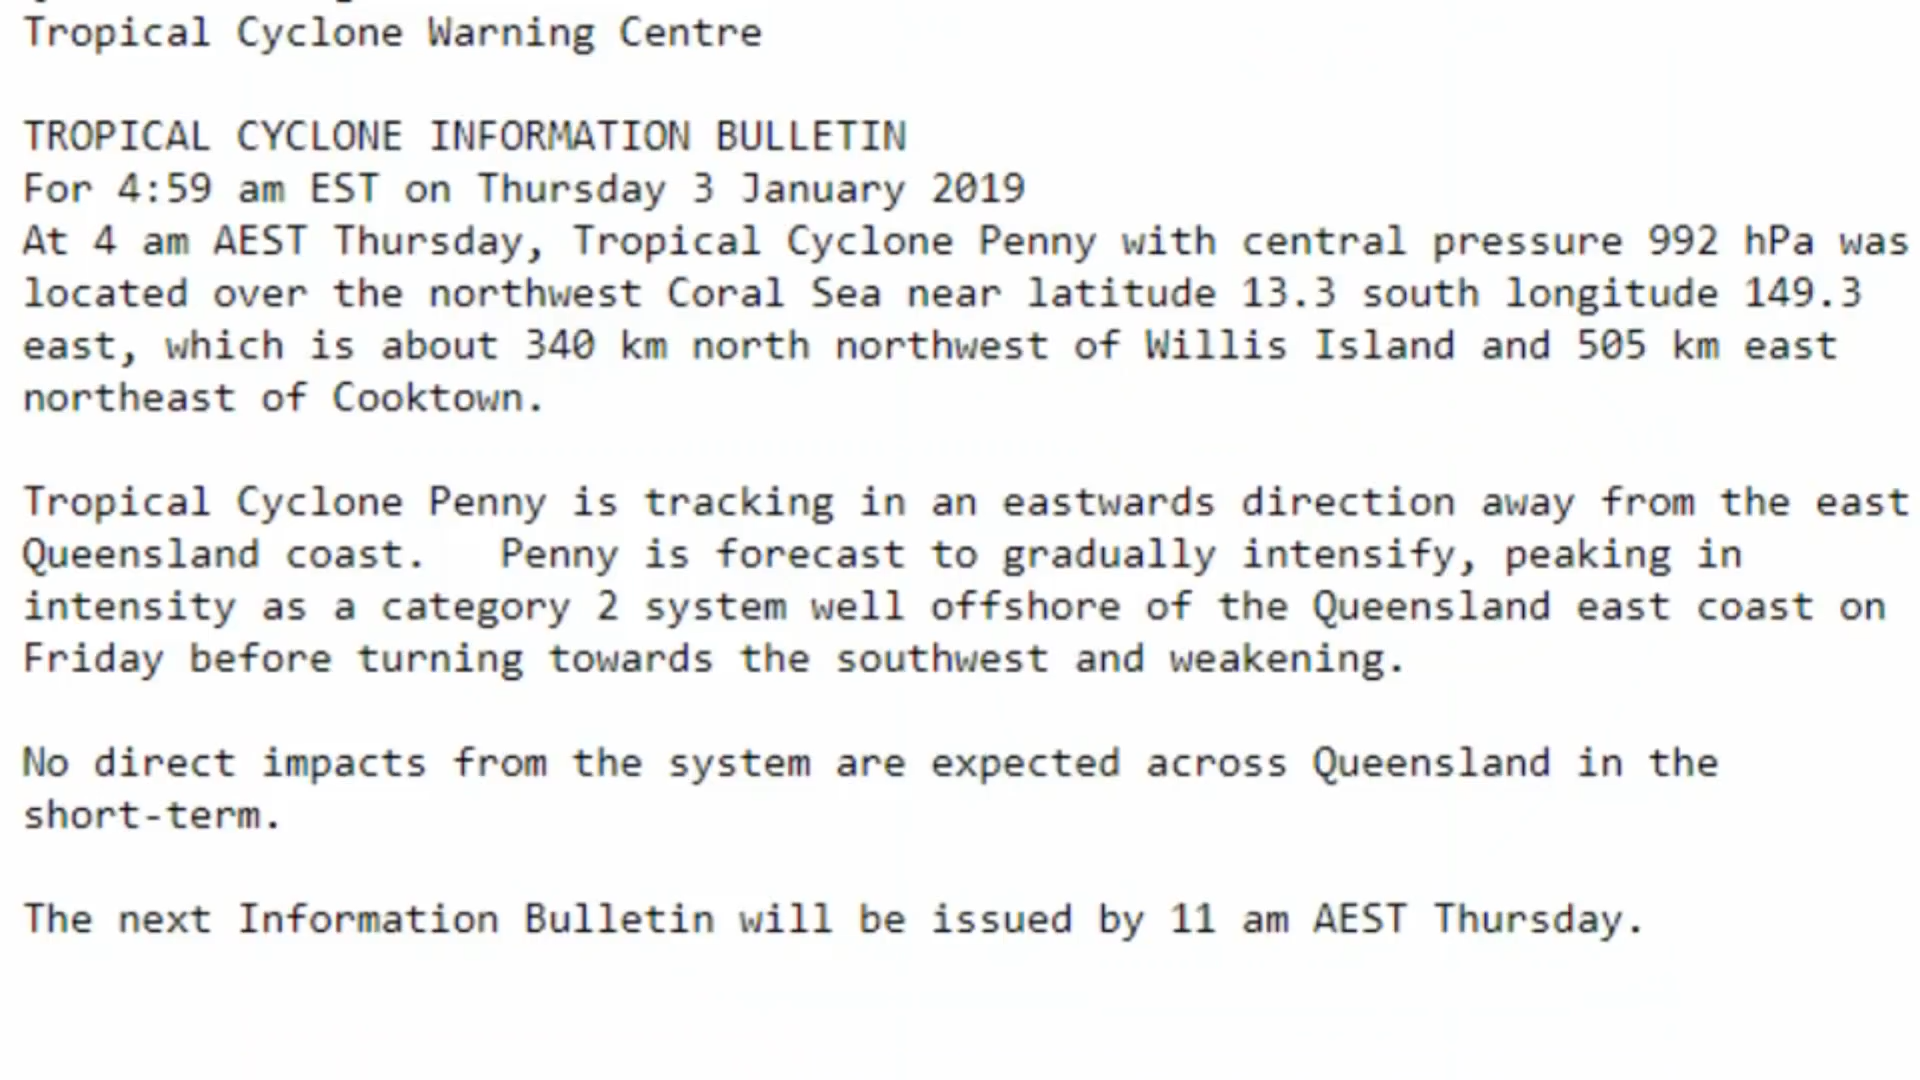 Tropical Cyclone Warning Centre
TROPICAL CYCLONE INFORMATION BULLETIN
For 4:59 am EST on Thursday 3 January 2019
At 4 am AEST Thursday, Tropical Cyclone Penny with central pressure 992 hPa was
located over the northwest Coral Sea near latitude 13.3 south longitude 149.3
east, which is about 340 km north northwest of Willis Island and 505 km east
northeast of Cooktown.
Tropical Cyclone Penny is tracking in an eastwards direction away from the east
Queensland coast.   Penny is forecast to gradually intensify, peaking in
intensity as a category 2 system well offshore of the Queensland east coast on
Friday before turning towards the southwest and weakening.
No direct impacts from the system are expected across Queensland in the
short-term.
The next Information Bulletin will be issued by 11 am AEST Thursday.